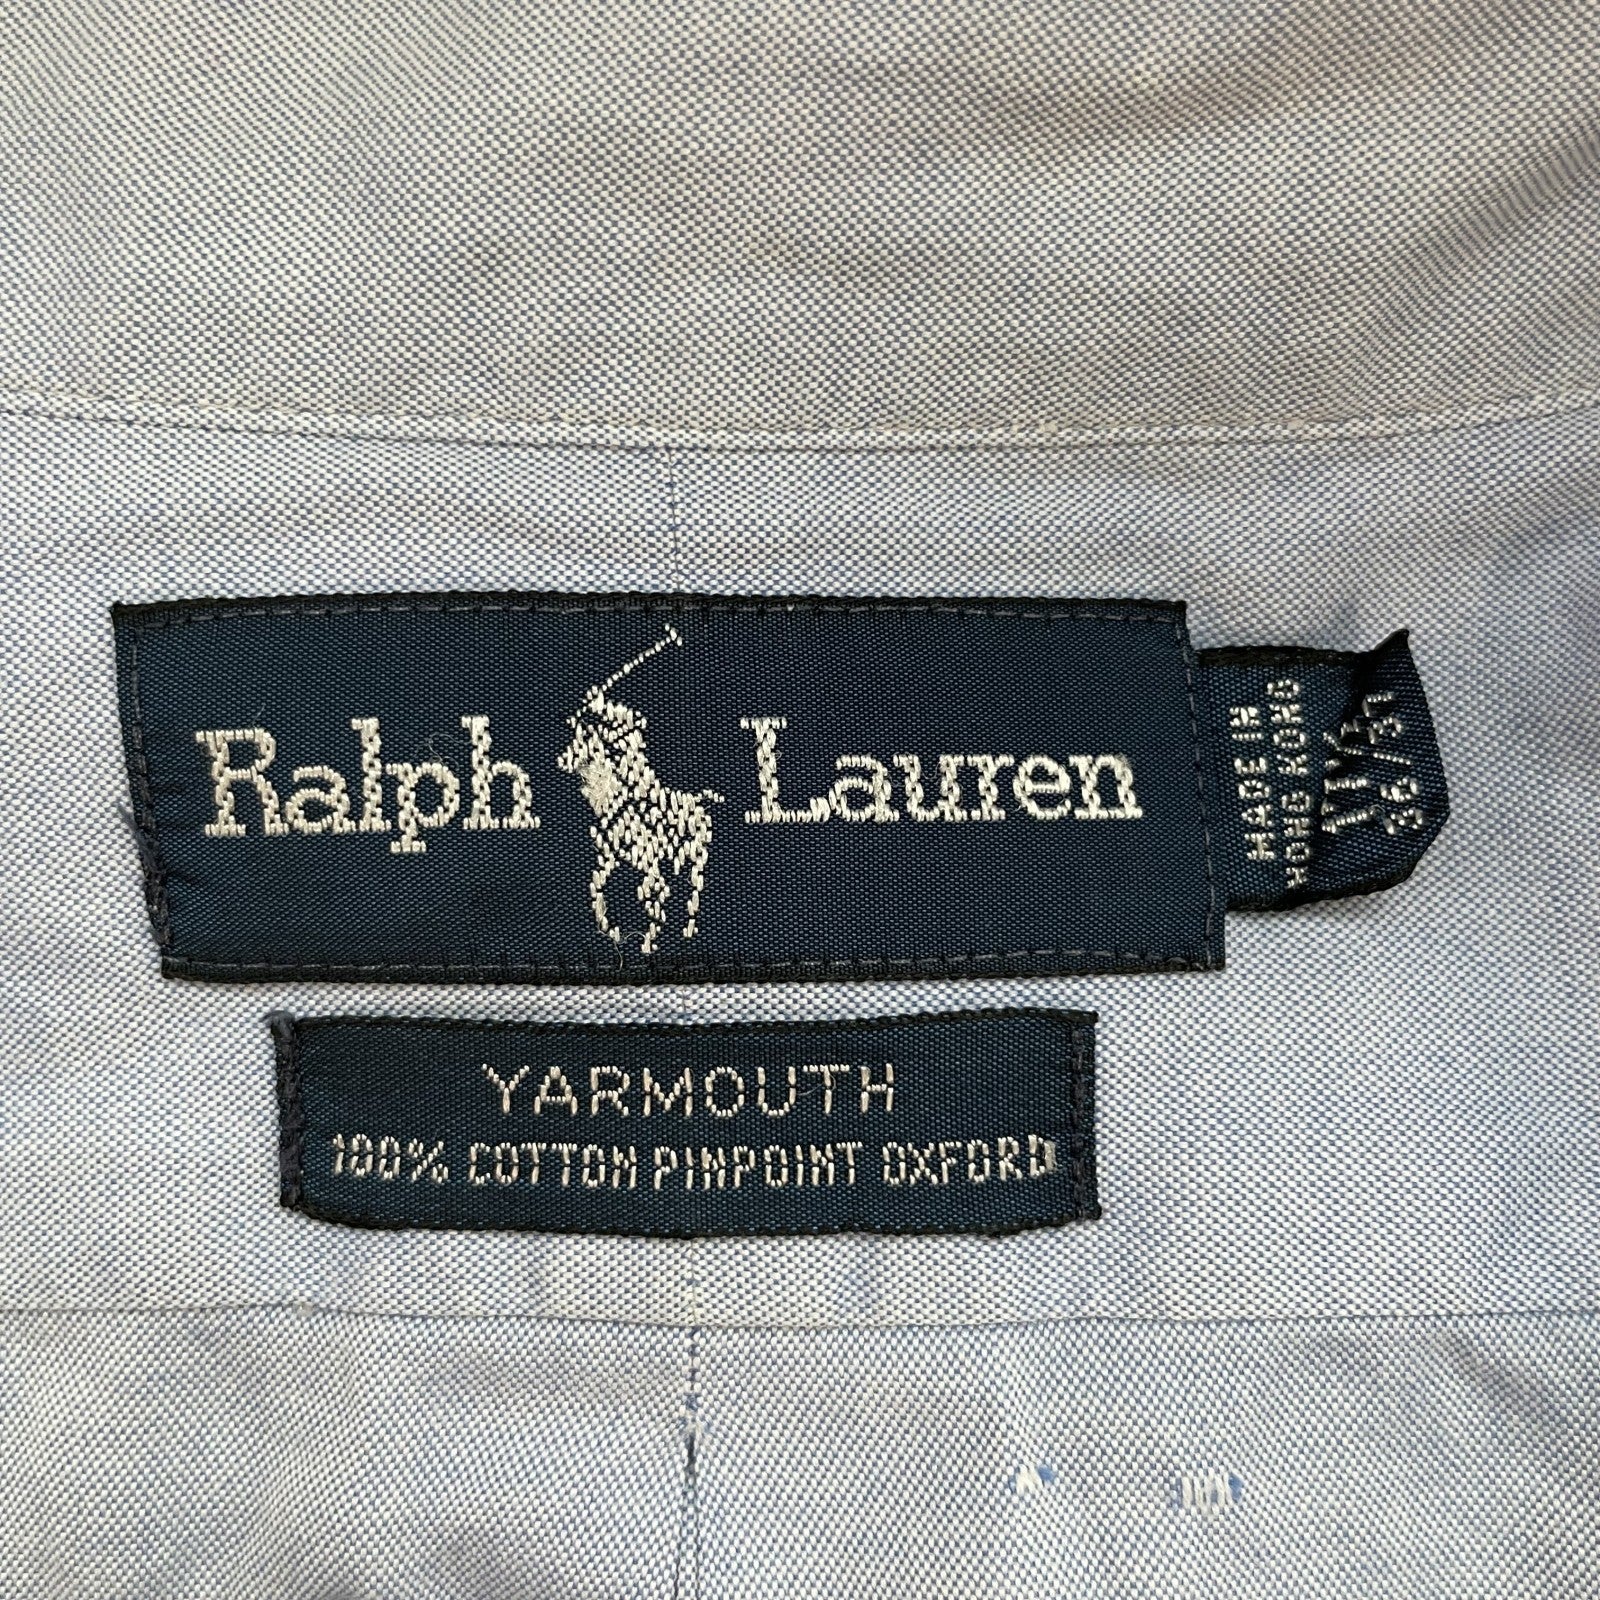 Ralph Lauren
MADE IN
HONG KONG
YARMOUTH
100% COTTON PINPOINT OXFORD